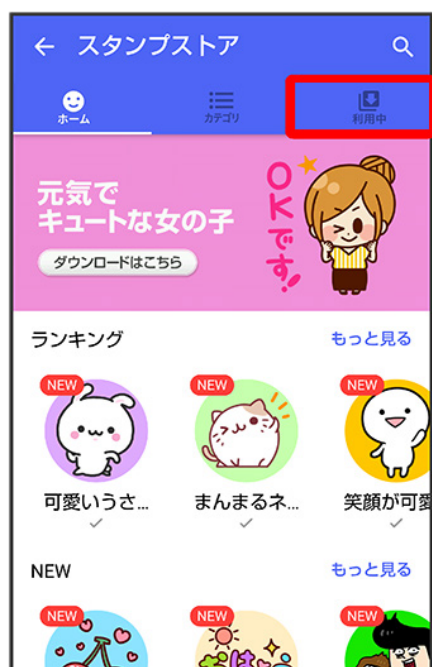 スタンプストア
ホーム
カテゴリ
利用中
元気で
キュートな女の子
ダウンロードはこちら
OKです!
ランキング
もっと見る
NEW
NEW
NEW
可愛いうさ...
まんまるネ...
笑顔が可愛
NEW
もっと見る
NEW
NEW
NEW
おは